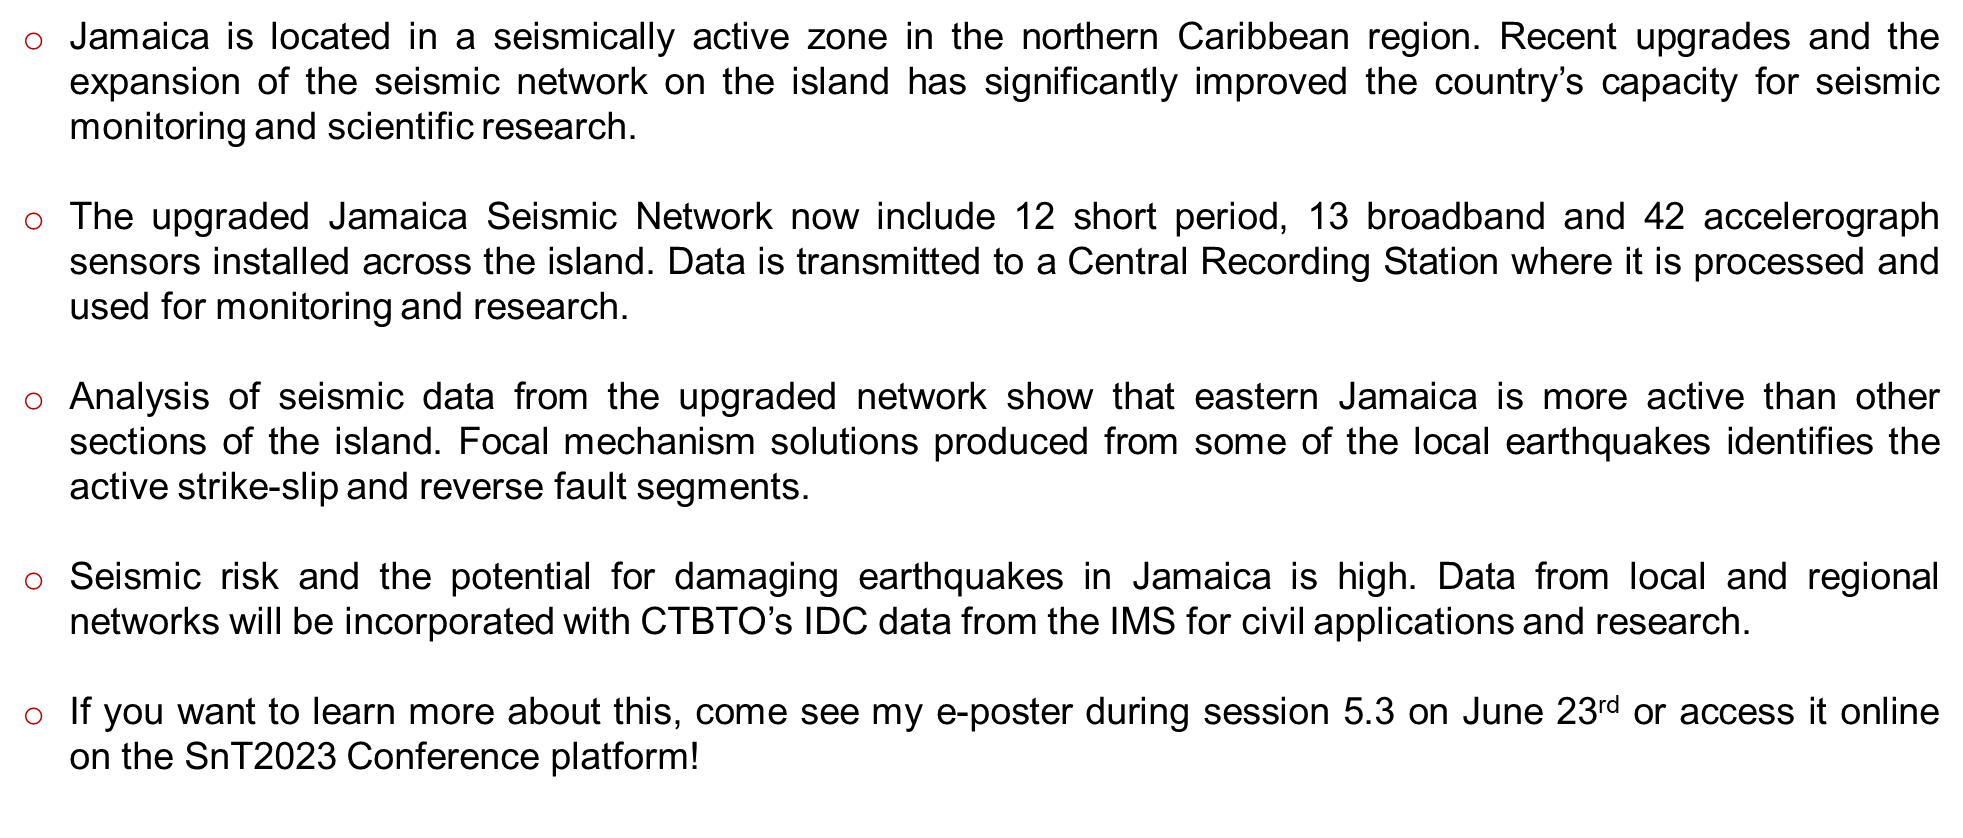 ○ Jamaica is located in a seismically active zone in the northern Caribbean region. Recent upgrades and the
expansion of the seismic network on the island has significantly improved the country’s capacity for seismic
monitoring and scientific research.
○ The upgraded Jamaica Seismic Network now include 12 short period, 13 broadband and 42 accelerograph
sensors installed across the island. Data is transmitted to a Central Recording Station where it is processed and
used for monitoring and research.
○ Analysis of seismic data from the upgraded network show that eastern Jamaica is more active than other
sections of the island. Focal mechanism solutions produced from some of the local earthquakes identifies the
active strike-slip and reverse fault segments.
○ Seismic risk and the potential for damaging earthquakes in Jamaica is high. Data from local and regional
networks will be incorporated with CTBTO’s IDC data from the IMS for civil applications and research.
○ If you want to learn more about this, come see my e-poster during session 5.3 on June 23rd or access it online
on the SnT2023 Conference platform!